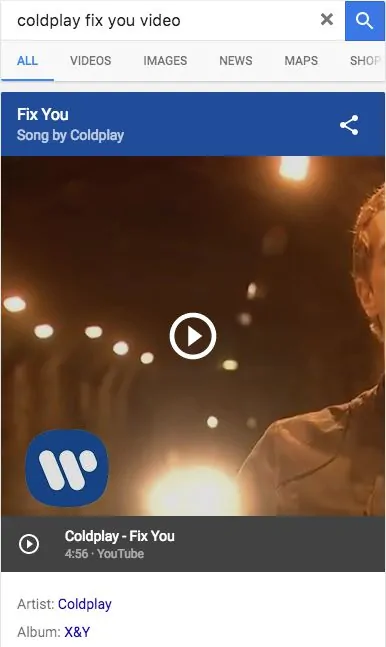 coldplay fix you video
ALL VIDEOS IMAGES NEWS MAPS SHOP
Fix You
Song by Coldplay
Coldplay - Fix You
4:56 · YouTube
Artist: Coldplay
Album: X&Y